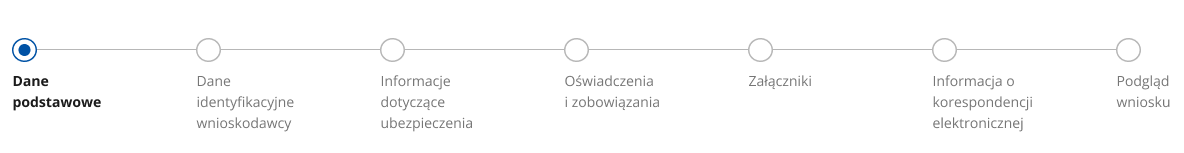 Dane
podstawowe
Dane
identyfikacyjne
wnioskodawcy
Informacje
dotyczące
ubezpieczenia
Oświadczenia
i zobowiązania
Załączniki
Informacja o
korespondencji
elektronicznej
Podgląd
wniosku